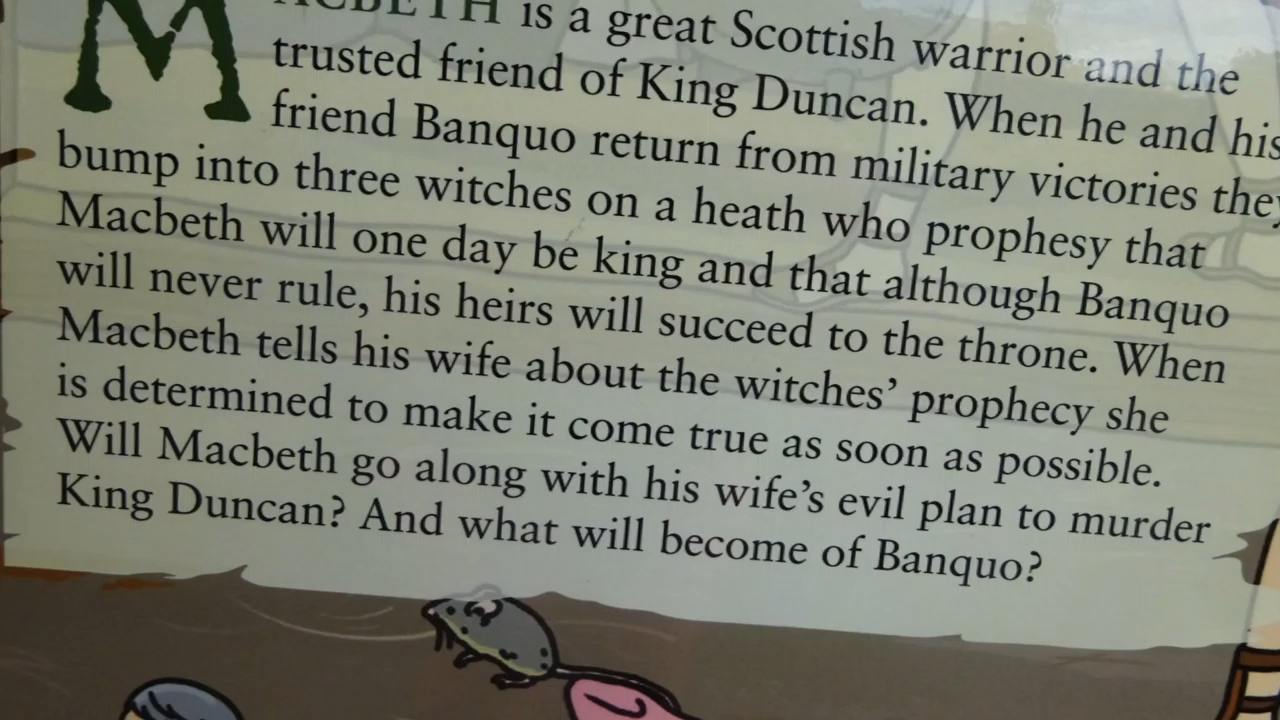 MACBETH is a great Scottish warrior and the
trusted friend of King Duncan. When he and his
friend Banquo return from military victories they
bump into three witches on a heath who prophesy that
Macbeth will one day be king and that although Banquo
will never rule, his heirs will succeed to the throne. When
Macbeth tells his wife about the witches’ prophecy she
is determined to make it come true as soon as possible.
Will Macbeth go along with his wife’s evil plan to murder
King Duncan? And what will become of Banquo?